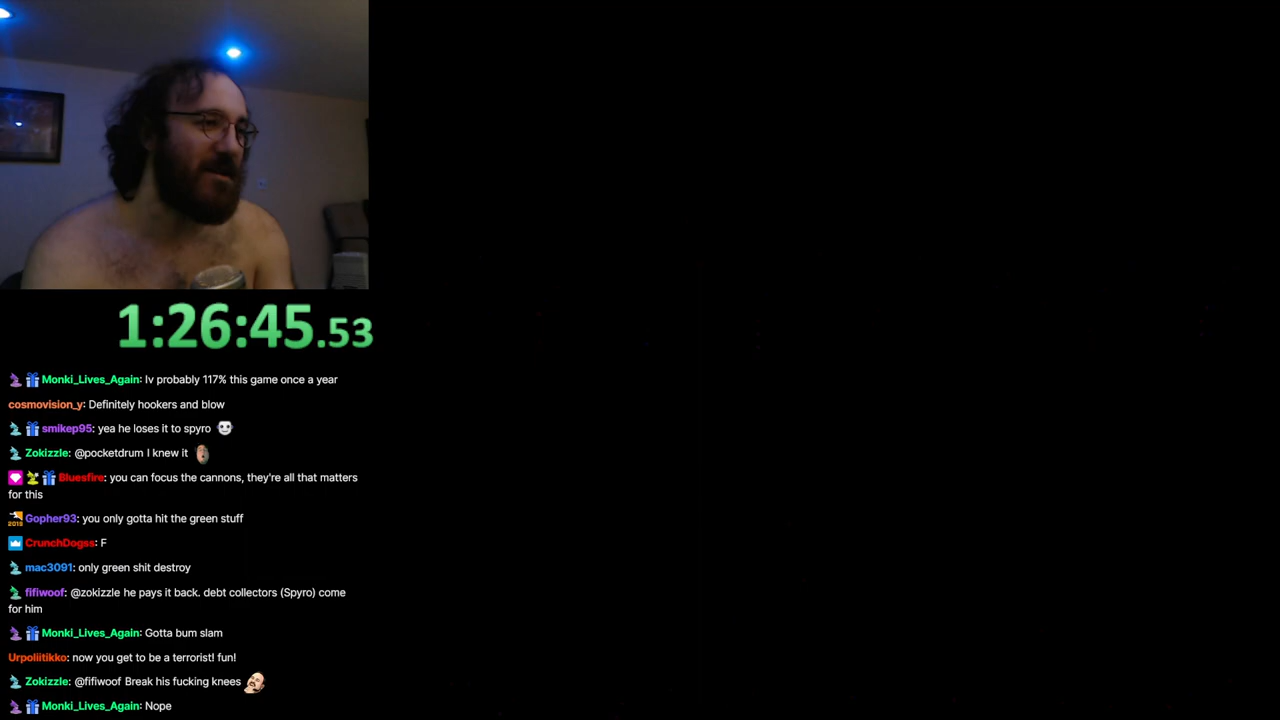 1:26:45.53
Monki_Lives_Again: Iv probably 117% this game once a year
cosmovision_y: Definitely hookers and blow
smikep95: yea he loses it to spyro
Zokizzle: @pocketdrum I knew it
Bluesfire: you can focus the cannons, they're all that matters
for this
2013 Gopher93: you only gotta hit the green stuff
CrunchDogss: F
mac3091: only green shit destroy
fifiwoof: @zokizzle he pays it back. debt collectors (Spyro) come
for him
Monki_Lives_Again: Gotta bum slam
Urpoliitikko: now you get to be a terrorist! fun!
Zokizzle: @fifiwoof Break his fucking knees
Monki_Lives_Again: Nope